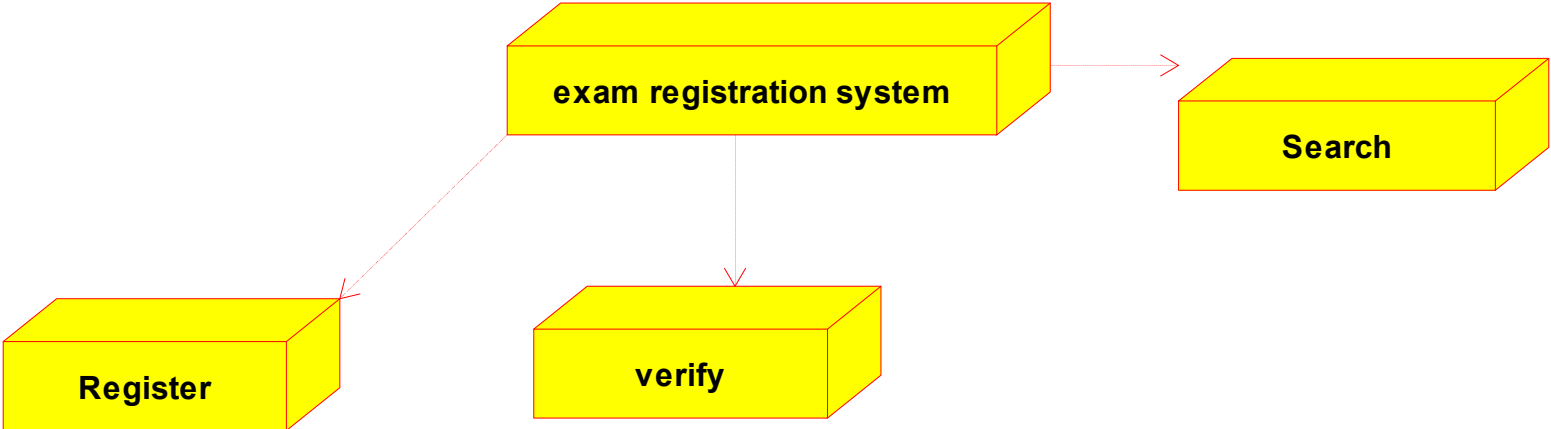 exam registration system
Search
verify
Register